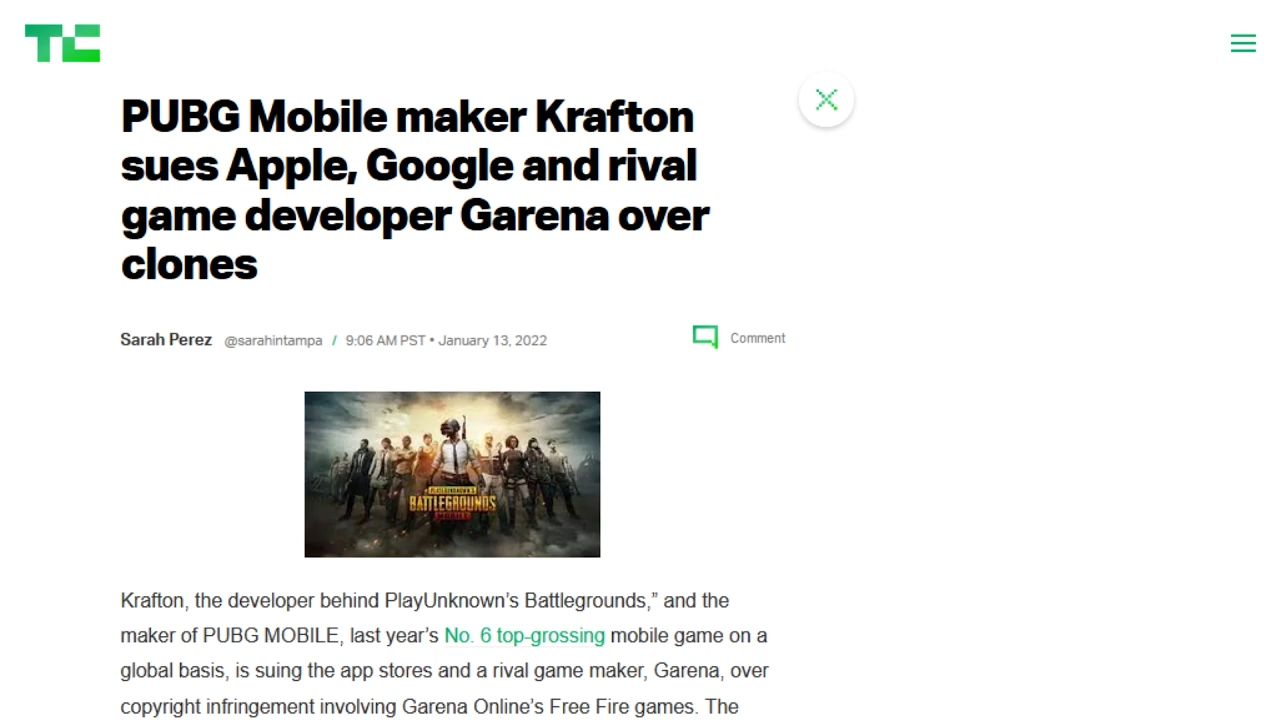 TC
PUBG Mobile maker Krafton
sues Apple, Google and rival
game developer Garena over
clones
Sarah Perez @sarahintampa / 9:06 AM PST • January 13, 2022
Comment
PLAYERUNKNOWN'S
BATTLEGROUNDS
Krafton, the developer behind PlayUnknown’s Battlegrounds,” and the
maker of PUBG MOBILE, last year’s No. 6 top-grossing mobile game on a
global basis, is suing the app stores and a rival game maker, Garena, over
copyright infringement involving Garena Online’s Free Fire games. The